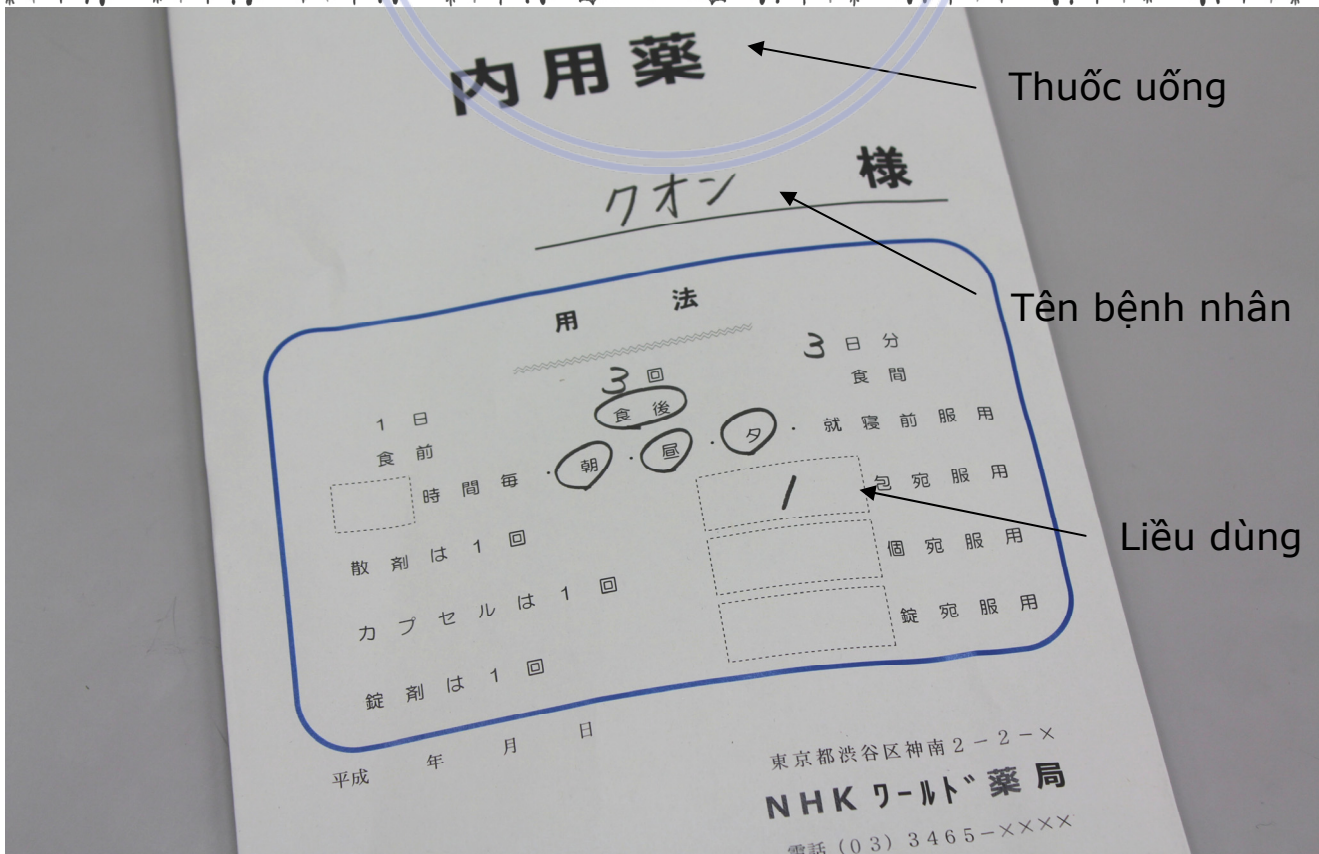 内用薬
Thuốc uống
クオン 様
Tên bệnh nhân
用法
1日 3回 3日分
食前 食後 食間
時間毎・朝・昼・夕・就寝前服用
散剤は1回 1 包宛服用
Liều dùng
カプセルは1回 個宛服用
錠剤は1回 錠宛服用
平成 年 月 日
東京都渋谷区神南2-2-×
NHKワールド薬局
電話(03)3465-××××